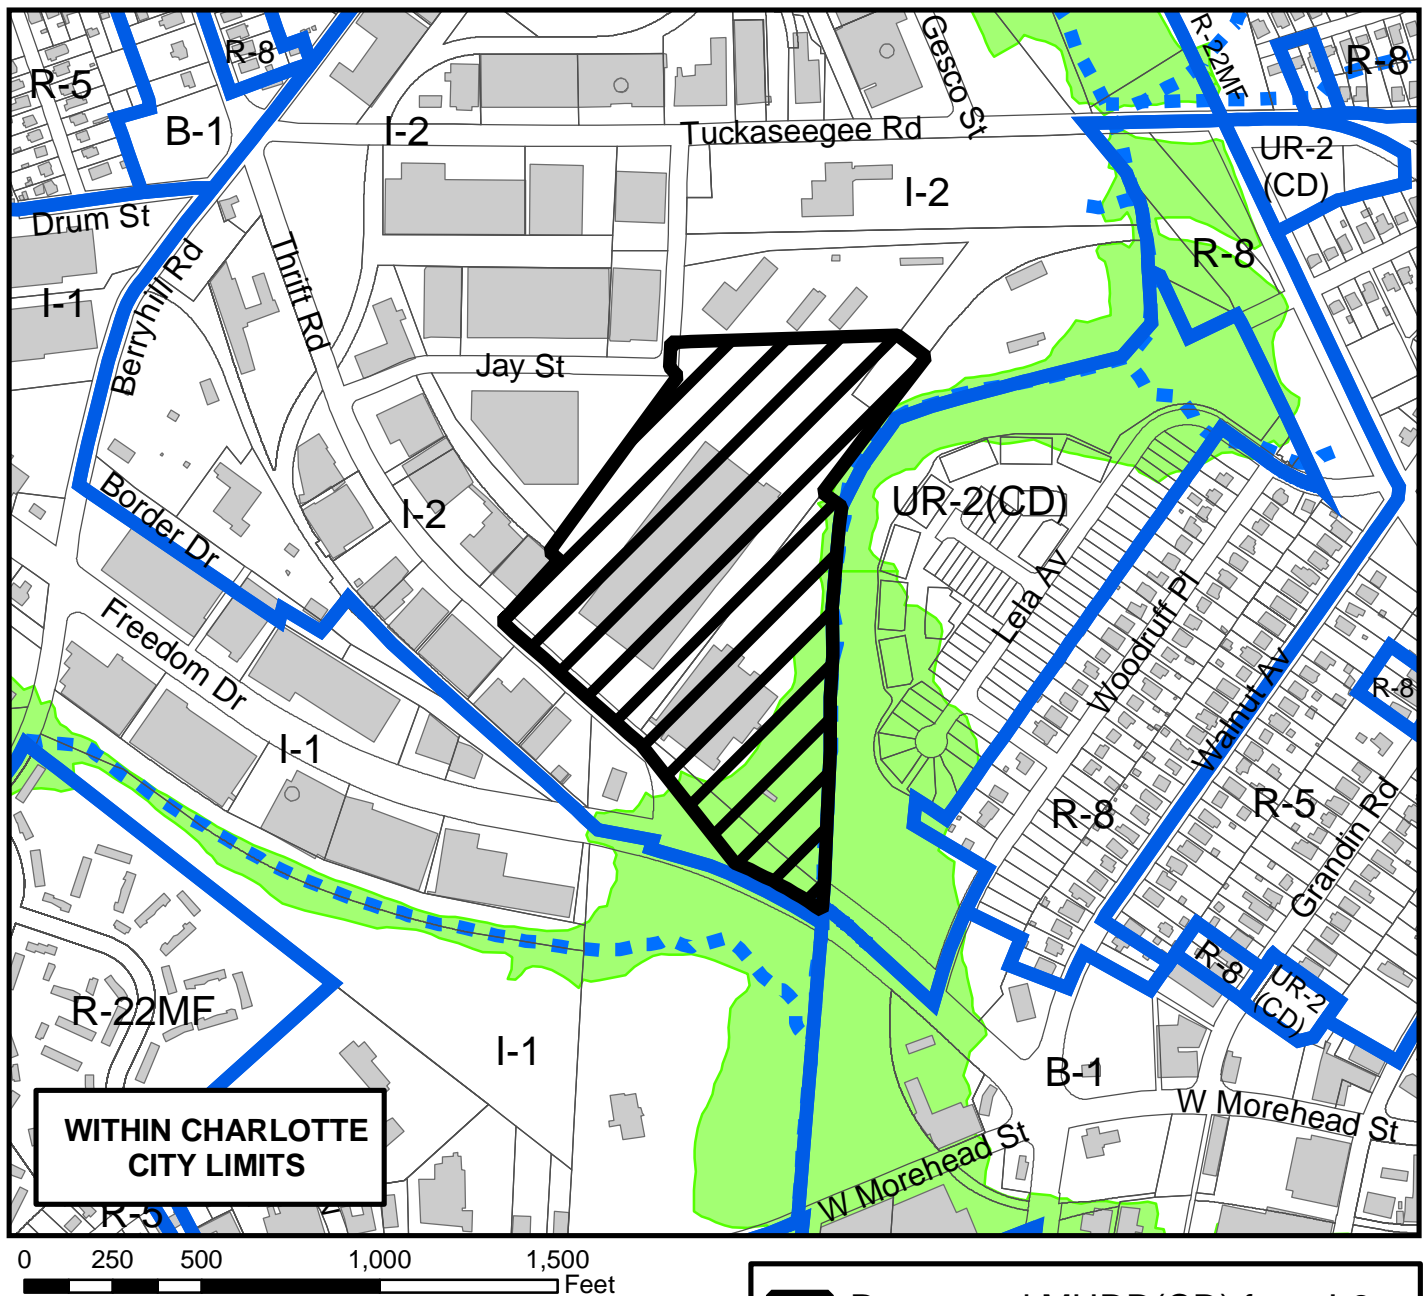 R-5
R-8
B-1
I-2
Gesco St
R-22MF
R-8
Tuckaseegee Rd
UR-2
(CD)
I-2
Drum St
Thrift Rd
Berryhill Rd
R-8
I-1
Jay St
I-2
UR-2(CD)
Border Dr
Lela Av
Woodruff Pl
Freedom Dr
Walnut Av
R-8
I-1
R-8
R-5
Grandin Rd
R-8
UR-2
(CD)
R-22MF
I-1
B-1
W Morehead St
W Morehead St
WITHIN CHARLOTTE
CITY LIMITS
R-5
0 250 500 1,000 1,500
Feet